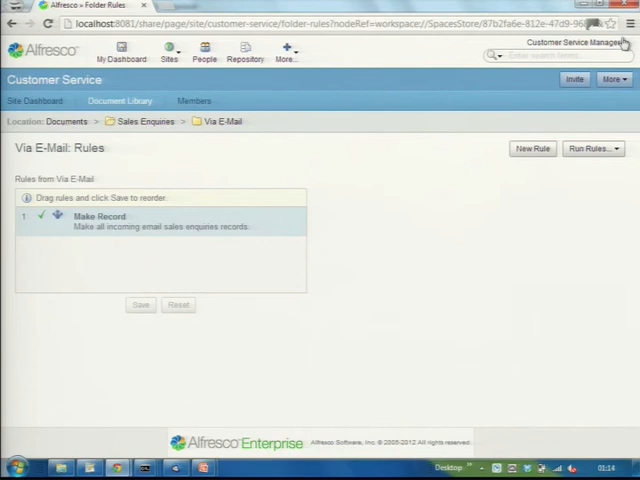 Alfresco » Folder Rules
localhost:8081/share/page/site/customer-service/folder-rules?nodeRef=workspace://SpacesStore/87b2fa6e-812e-47d9-96
Customer Service Manager
Alfresco
My Dashboard
Sites
People
Repository
More...
Enter search terms...
Customer Service
Invite
More
Site Dashboard
Document Library
Members
Location: Documents > Sales Enquiries > Via E-Mail
Via E-Mail: Rules
New Rule
Run Rules...
Rules from Via E-Mail
Drag rules and click Save to reorder.
1 Make Record
Make all incoming email sales enquiries records.
Save
Reset
Alfresco Enterprise
Alfresco Software, Inc. © 2005-2012 All rights reserved.
Desktop
01:14